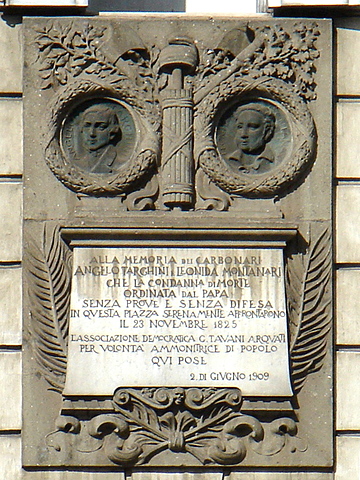 ALLA MEMORIA DEI CARBONARI
ANGELO TARGHINI, LEONIDA MONTANARI
CHE LA CONDANNA DI MORTE
ORDINATA DAL PAPA
SENZA PROVE E SENZA DIFESA
IN QUESTA PIAZZA SERENAMENTE AFFRONTARONO
IL 23 NOVEMBRE 1825
L'ASSOCIAZIONE DEMOCRATICA G. TAVANI ARQUATI
PER VOLONTÀ AMMONITRICE DI POPOLO
QVI POSE
2. DI GIVGNO 1909